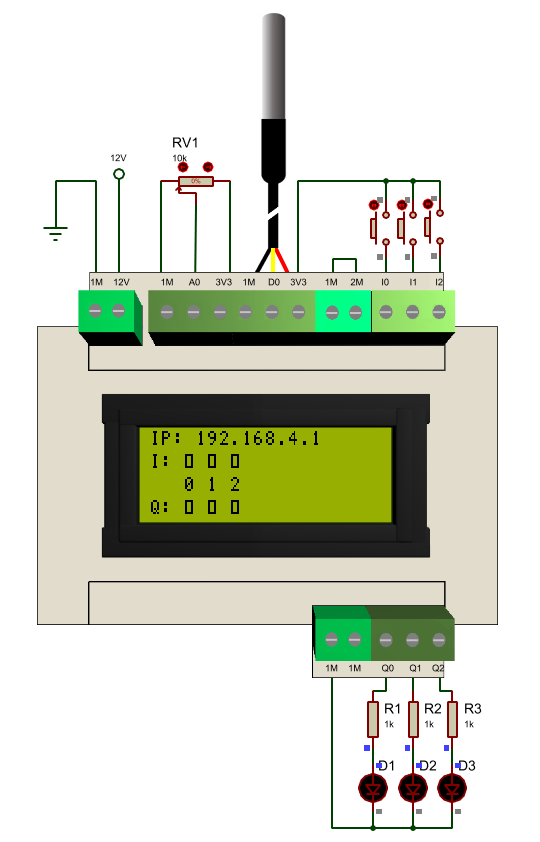 RV1
10k
12V
0%
1M 12V 1M A0 3V3 1M D0 3V3 1M 2M I0 I1 I2
IP: 192.168.4.1
I: 0 0 0
0 1 2
Q: 0 0 0
1M 1M Q0 Q1 Q2
R1 R2 R3
1k 1k 1k
D1 D2 D3